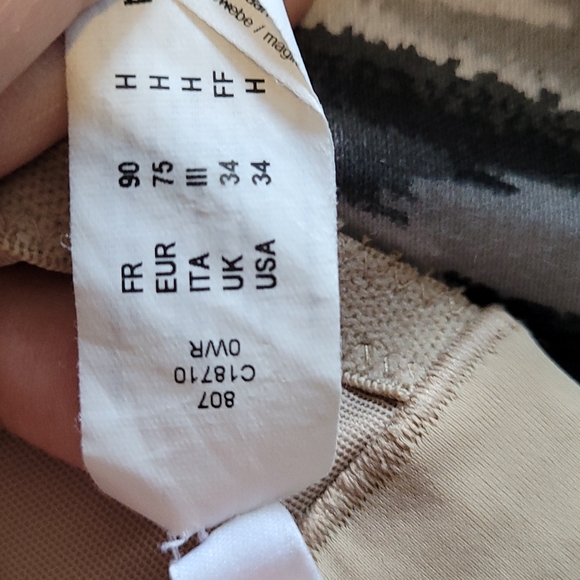 FR 90 H
EUR 75 H
ITA III H
UK 34 FF
USA 34 H
807
C18710
0WR